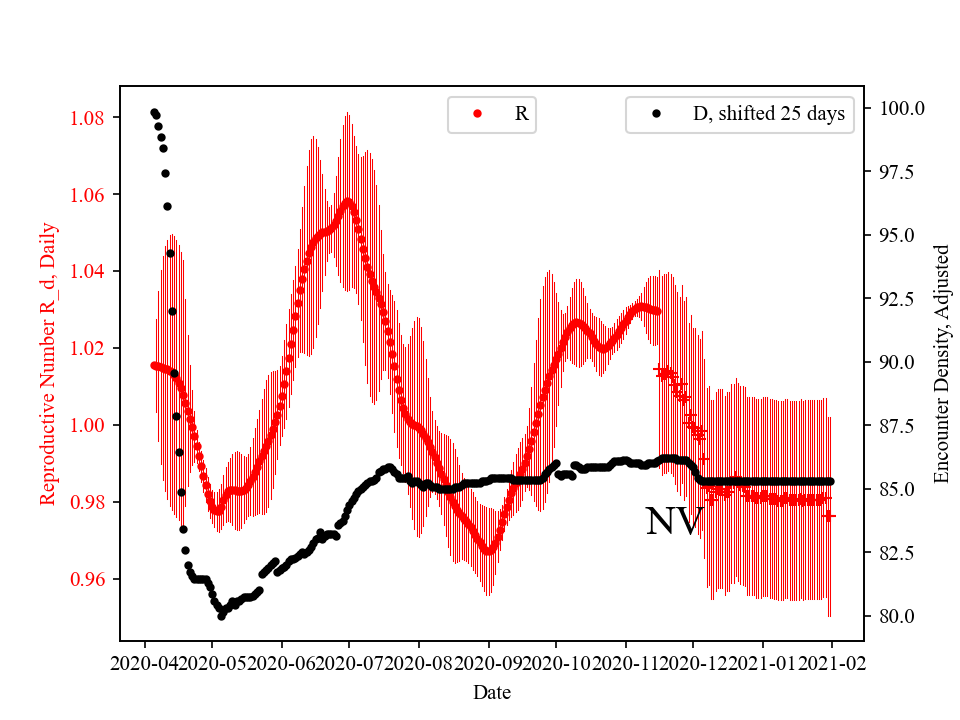 R
D, shifted 25 days
Reproductive Number R_d, Daily
1.08
1.06
1.04
1.02
1.00
0.98
0.96
100.0
97.5
95.0
92.5
90.0
87.5
85.0
82.5
80.0
Encounter Density, Adjusted
NV
2020-04 2020-05 2020-06 2020-07 2020-08 2020-09 2020-10 2020-11 2020-12 2021-01 2021-02
Date